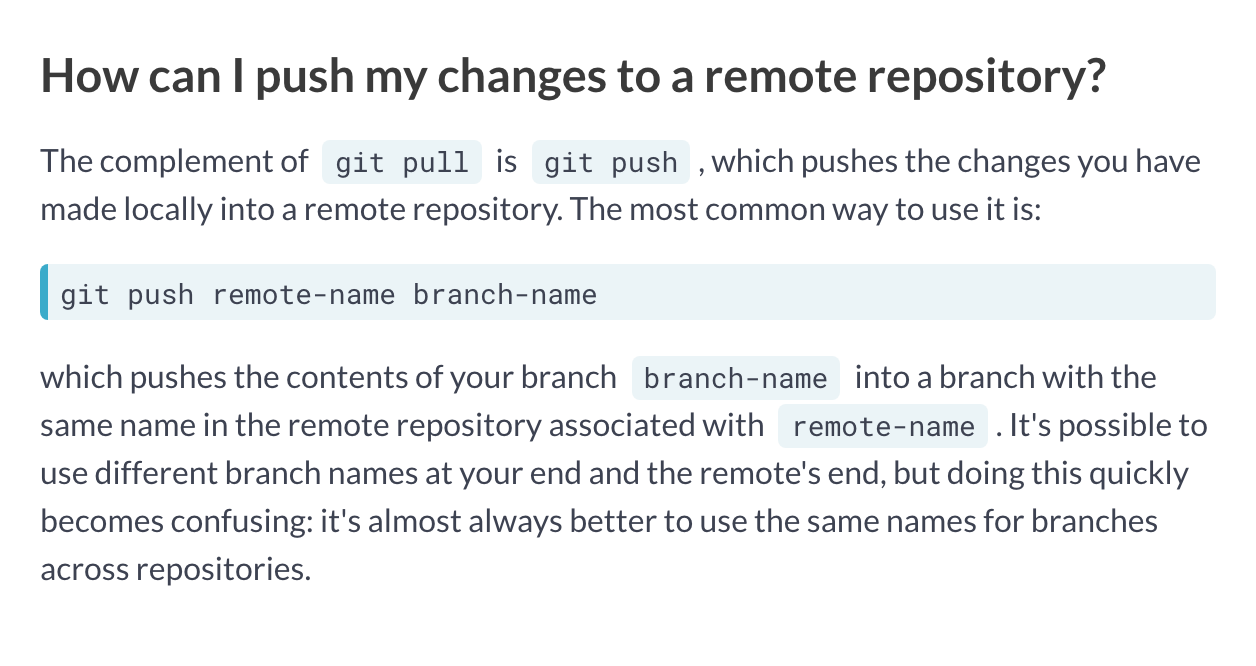 How can I push my changes to a remote repository?
The complement of git pull is git push , which pushes the changes you have
made locally into a remote repository. The most common way to use it is:
git push remote-name branch-name
which pushes the contents of your branch branch-name into a branch with the
same name in the remote repository associated with remote-name . It's possible to
use different branch names at your end and the remote's end, but doing this quickly
becomes confusing: it's almost always better to use the same names for branches
across repositories.